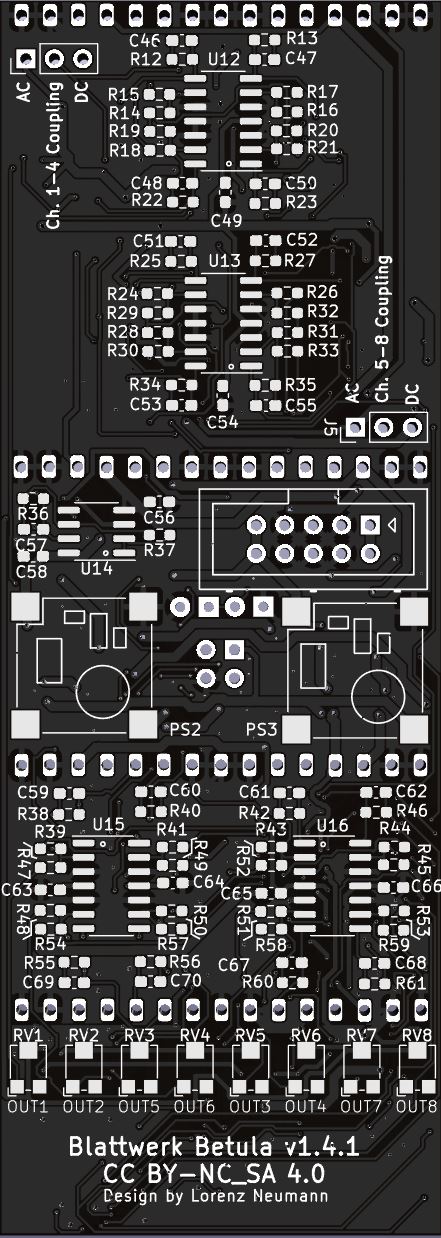 C46 R13
R12 U12 C47
AC
DC
Ch. 1-4 Coupling
R15 R17
R14 R16
R19 R20
R18 R21
C48 C50
R22 R23
C49
C51 C52
R25 U13 R27
R24 R26
R29 R32
R28 R31
R30 R33
R34 R35
C53 C55
C54
Ch. 5-8 Coupling
AC
DC
J5
R36 C56
C57 R37
C58 U14
PS2 PS3
C59 C60 C61 C62
R38 R40 R42 R46
R39 U15 R41 R43 U16 R44
R47 R49 R52 R45
C63 C64 C65 C66
R48 R50 R51 R53
R54 R57 R58 R59
R55 R56 C67 C68
C69 C70 R60 R61
RV1 RV2 RV3 RV4 RV5 RV6 RV7 RV8
OUT1 OUT2 OUT5 OUT6 OUT3 OUT4 OUT7 OUT8
Blattwerk Betula v1.4.1
CC BY-NC_SA 4.0
Design by Lorenz Neumann